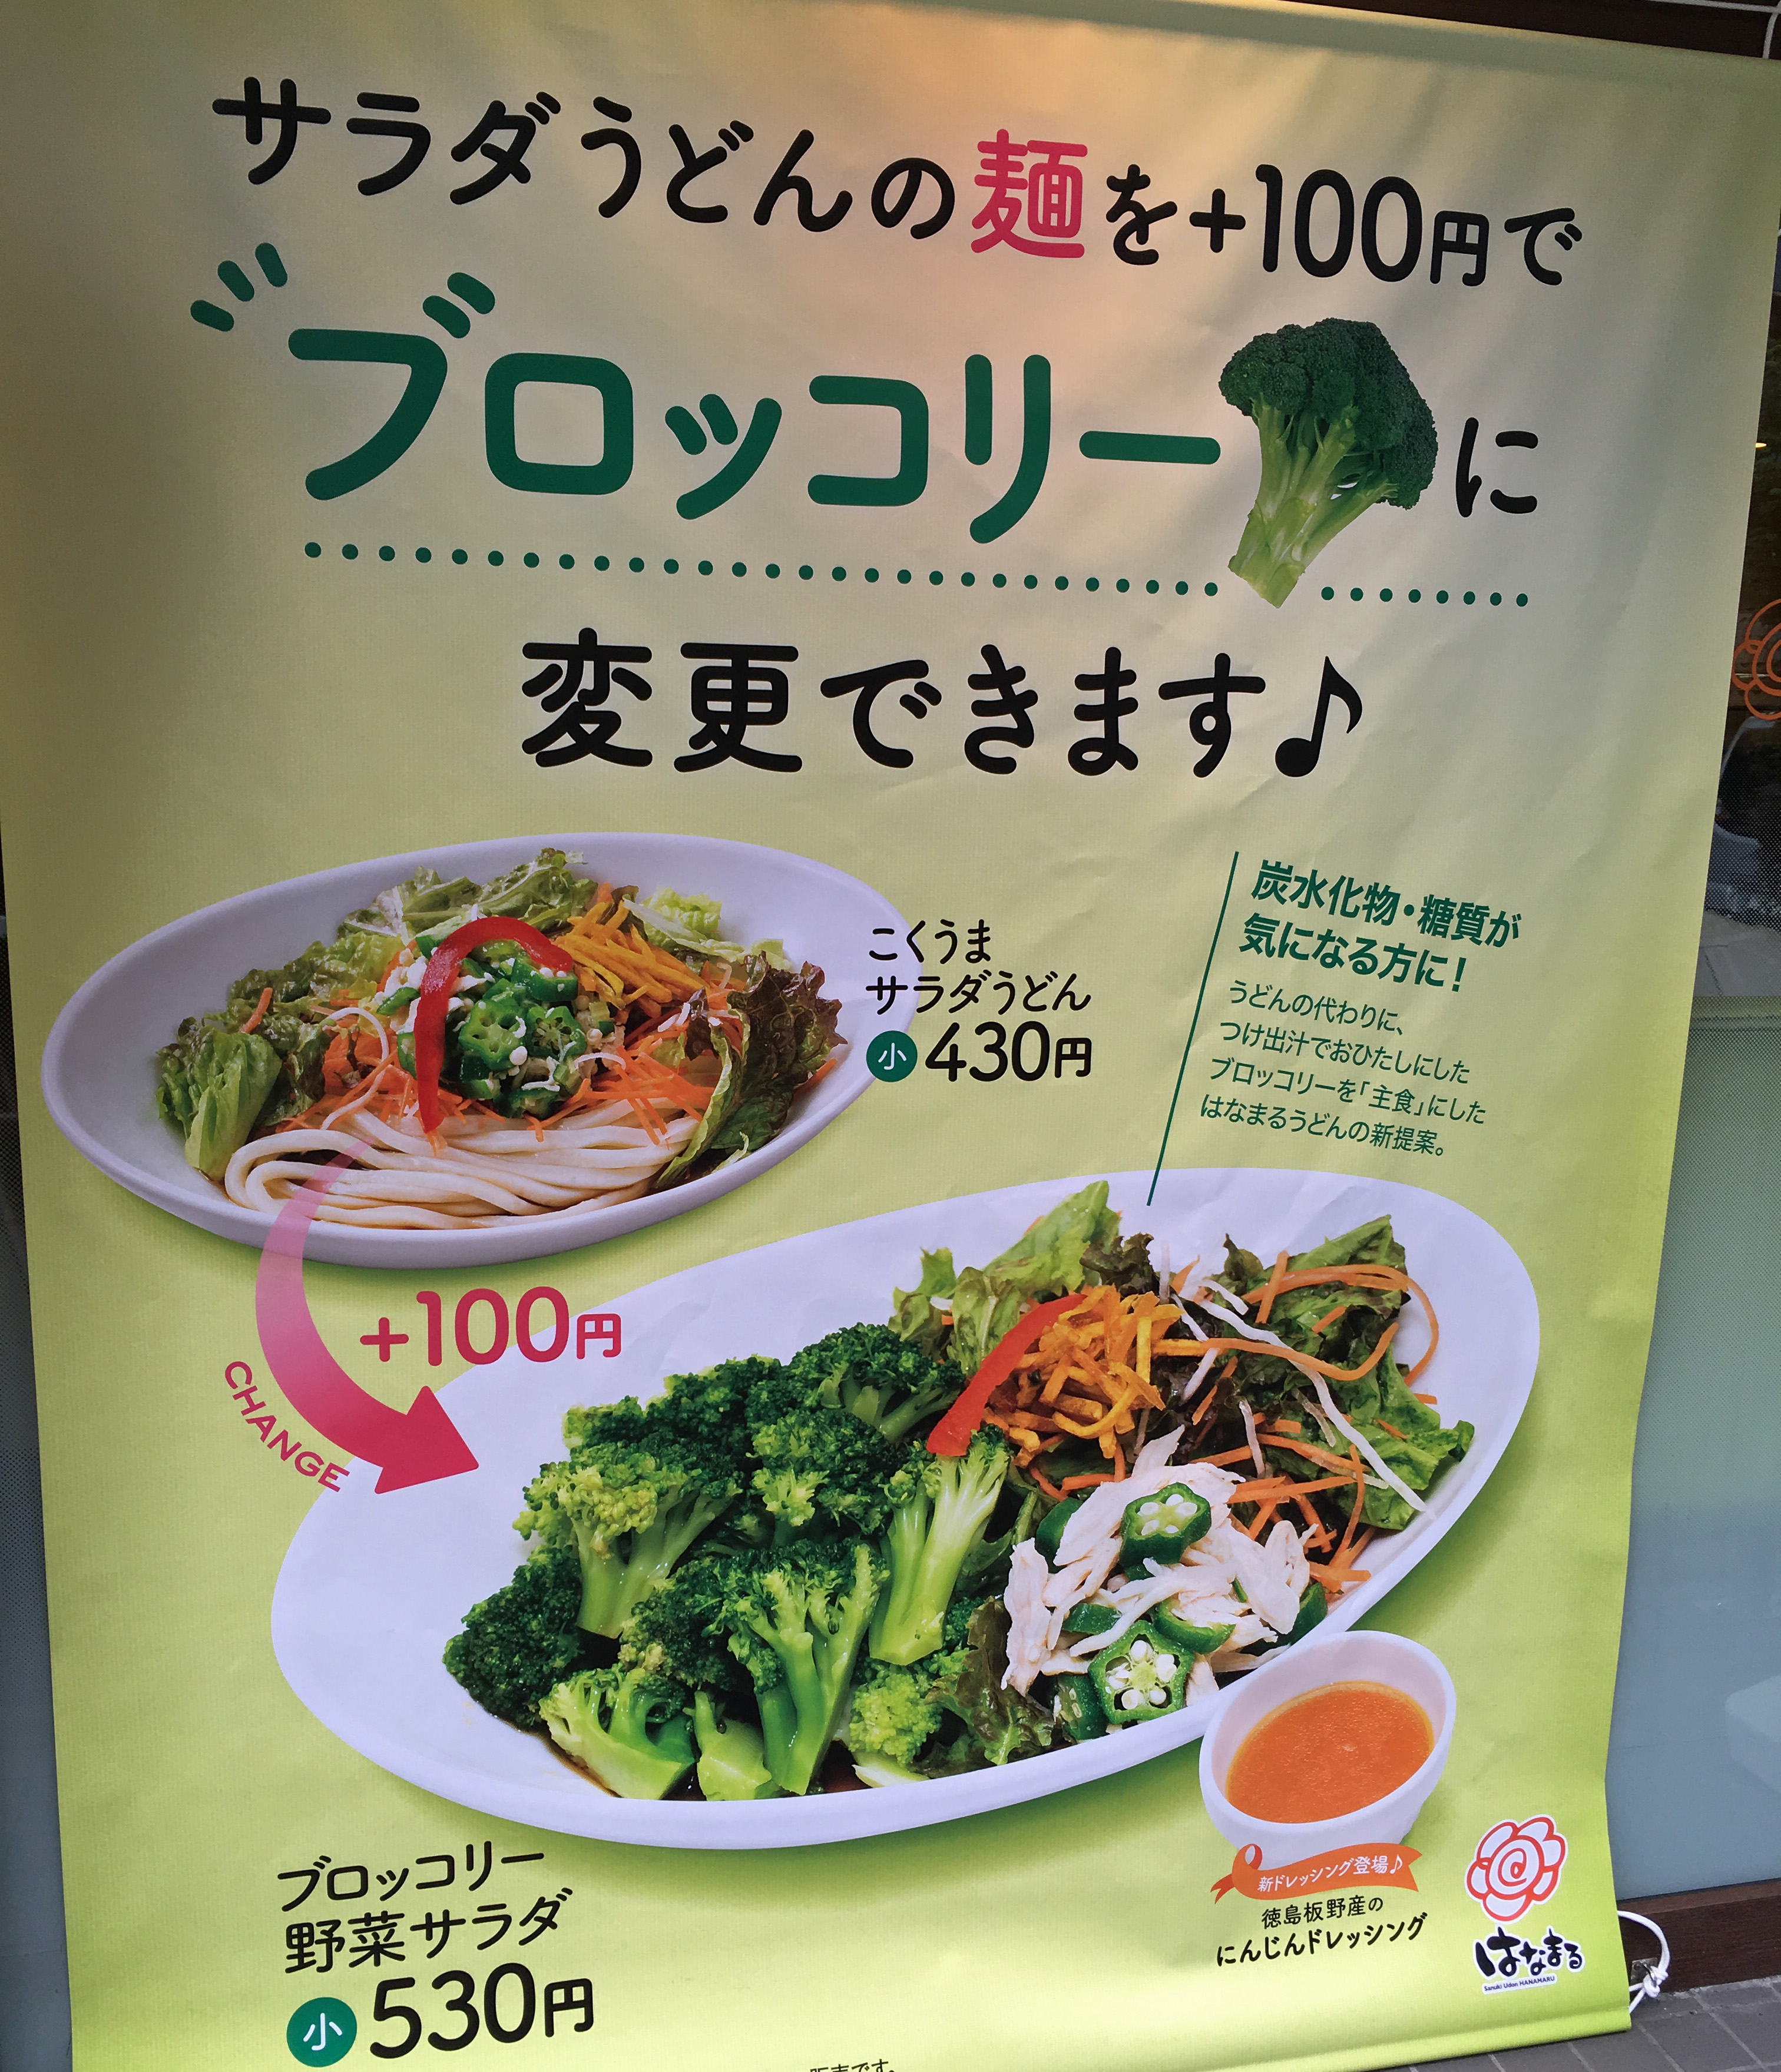 サラダうどんの麺を+100円で
ブロッコリーに
変更できます♪
こくうま
サラダうどん
小 430円
炭水化物・糖質が
気になる方に!
うどんの代わりに、
つけ出汁でおひたしにした
ブロッコリーを「主食」にした
はなまるうどんの新提案。
+100円
CHANGE
ブロッコリー
野菜サラダ
小 530円
新ドレッシング登場♪
徳島板野産の
にんじんドレッシング
はなまる
Sanuki Udon HANAMARU
販売です。